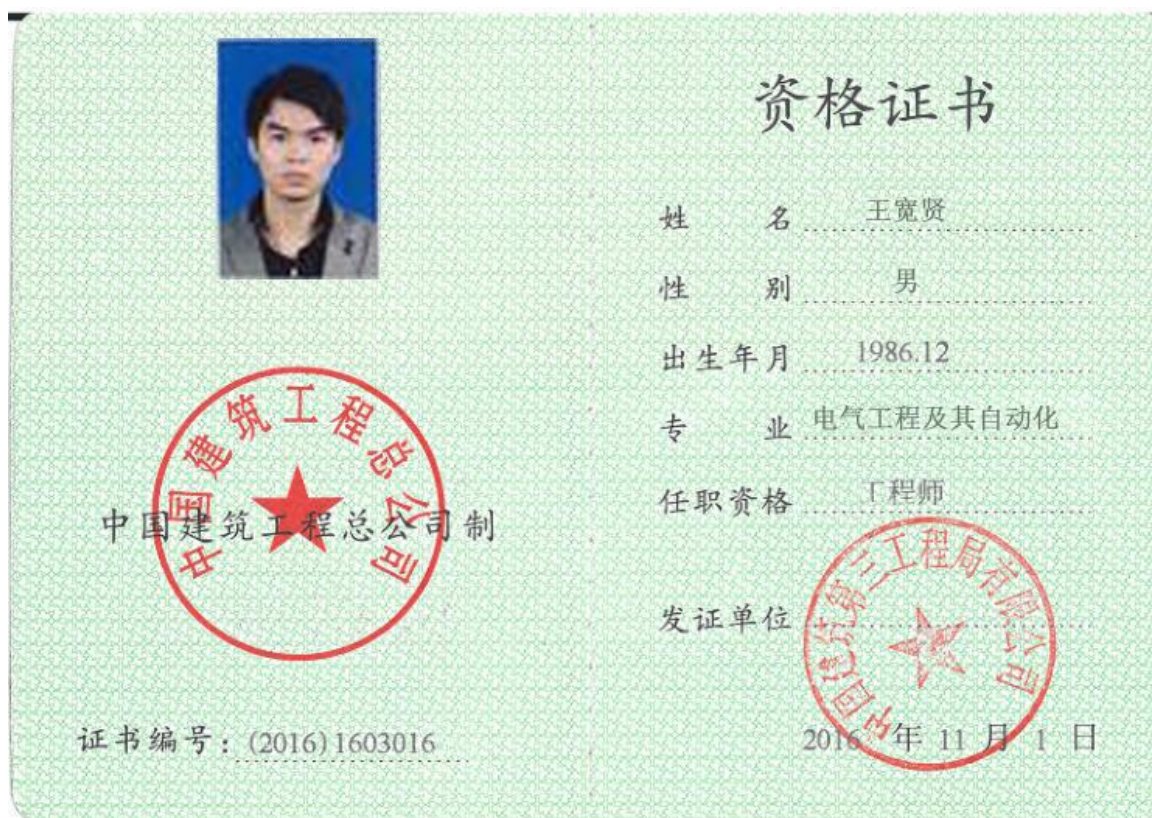 中国建筑工程总公司
中国建筑工程总公司制
证书编号：(2016)1603016
资格证书
姓 名 王宽贤
性 别 男
出生年月 1986.12
专 业 电气工程及其自动化
任职资格 工程师
发证单位
中国建筑第三工程局有限公司
2016 年 11 月 1 日